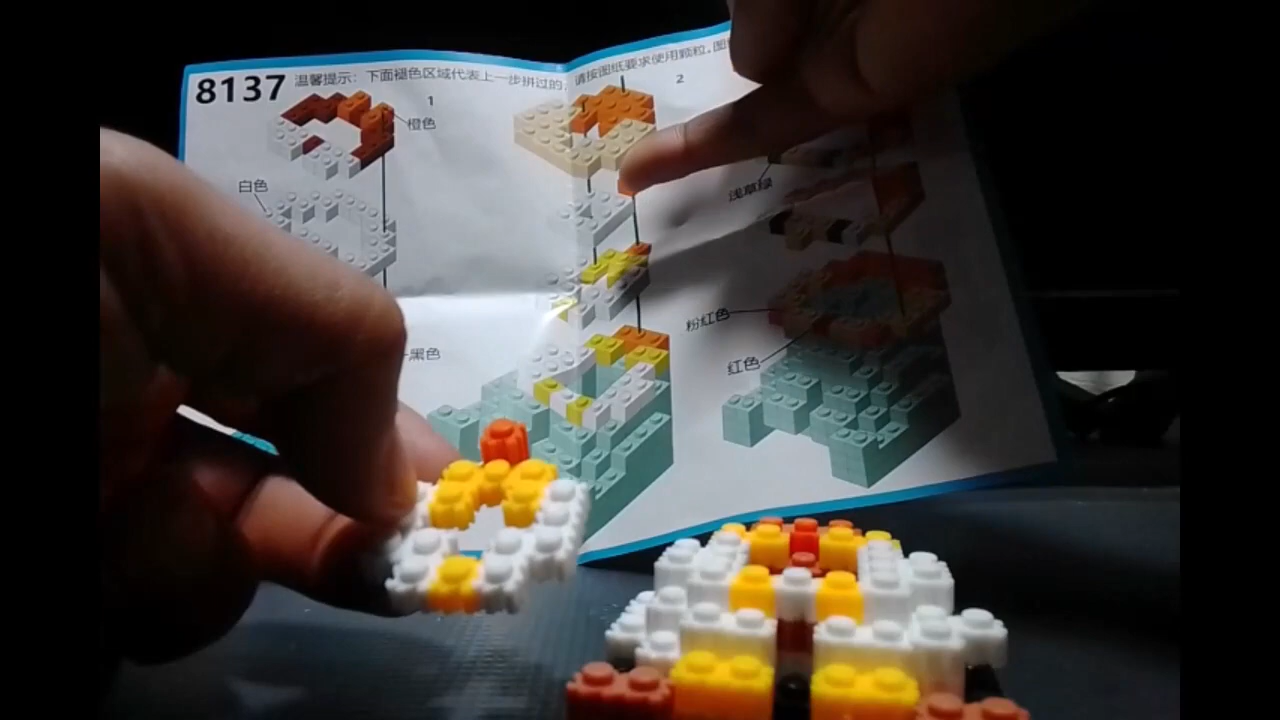 8137 温馨提示：下面褪色区域代表上一步拼过的，请按图纸要求使用颗粒，图
1
2
橙色
白色
浅草绿
粉红色
黑色
红色